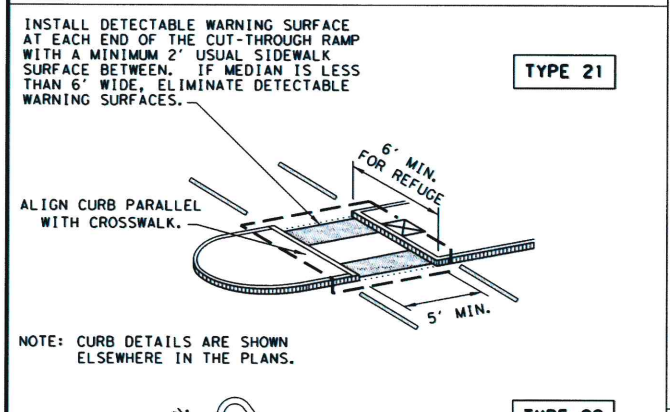 INSTALL DETECTABLE WARNING SURFACE
AT EACH END OF THE CUT-THROUGH RAMP
WITH A MINIMUM 2' USUAL SIDEWALK
SURFACE BETWEEN. IF MEDIAN IS LESS
THAN 6' WIDE, ELIMINATE DETECTABLE
WARNING SURFACES.
TYPE 21
6' MIN.
FOR REFUGE
ALIGN CURB PARALLEL
WITH CROSSWALK.
5' MIN.
NOTE: CURB DETAILS ARE SHOWN
ELSEWHERE IN THE PLANS.